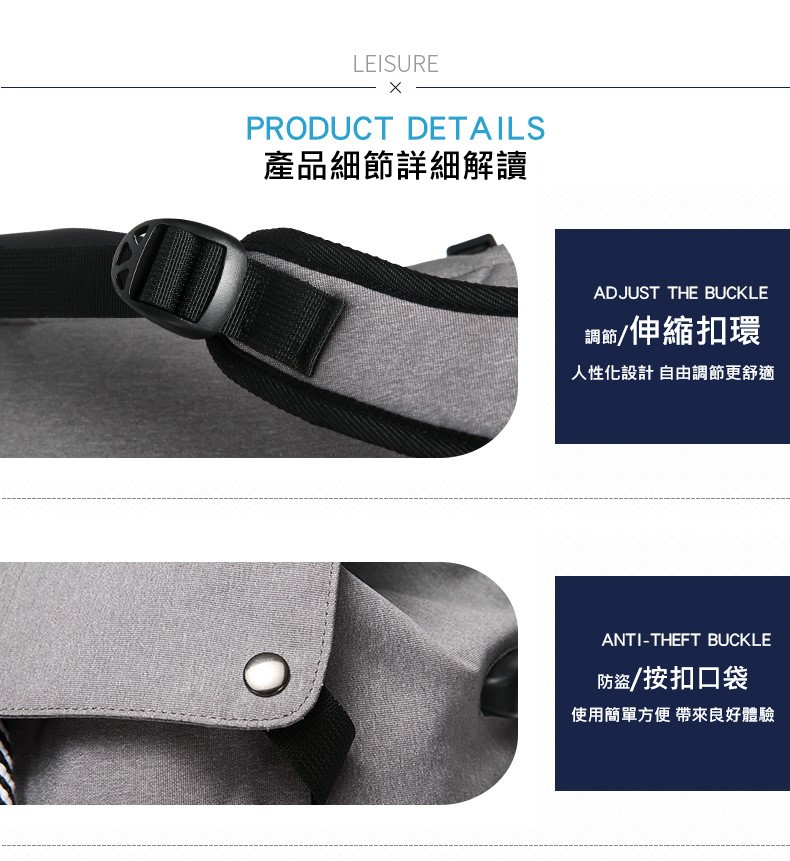 LEISURE
PRODUCT DETAILS
產品細節詳細解讀
ADJUST THE BUCKLE
調節/伸縮扣環
人性化設計 自由調節更舒適
ANTI-THEFT BUCKLE
防盜/按扣口袋
使用簡單方便 帶來良好體驗